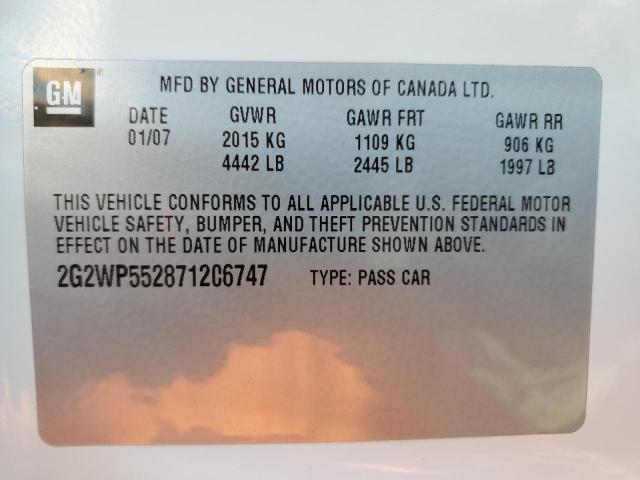 GM
MFD BY GENERAL MOTORS OF CANADA LTD.
DATE GVWR GAWR FRT GAWR RR
01/07 2015 KG 1109 KG 906 KG
4442 LB 2445 LB 1997 LB
THIS VEHICLE CONFORMS TO ALL APPLICABLE U.S. FEDERAL MOTOR
VEHICLE SAFETY, BUMPER, AND THEFT PREVENTION STANDARDS IN
EFFECT ON THE DATE OF MANUFACTURE SHOWN ABOVE.
2G2WP552871206747 TYPE: PASS CAR